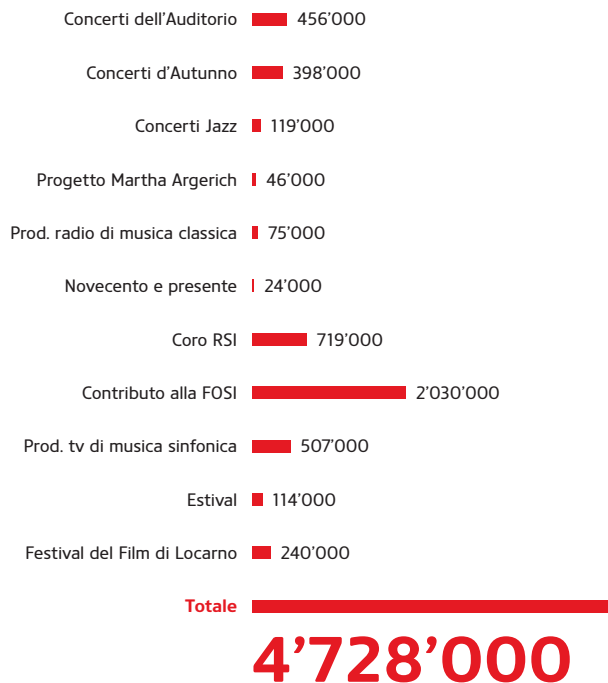 Concerti dell’Auditorio 456’000
Concerti d’Autunno 398’000
Concerti Jazz 119’000
Progetto Martha Argerich 46’000
Prod. radio di musica classica 75’000
Novecento e presente 24’000
Coro RSI 719’000
Contributo alla FOSI 2’030’000
Prod. tv di musica sinfonica 507’000
Estival 114’000
Festival del Film di Locarno 240’000
Totale
4’728’000